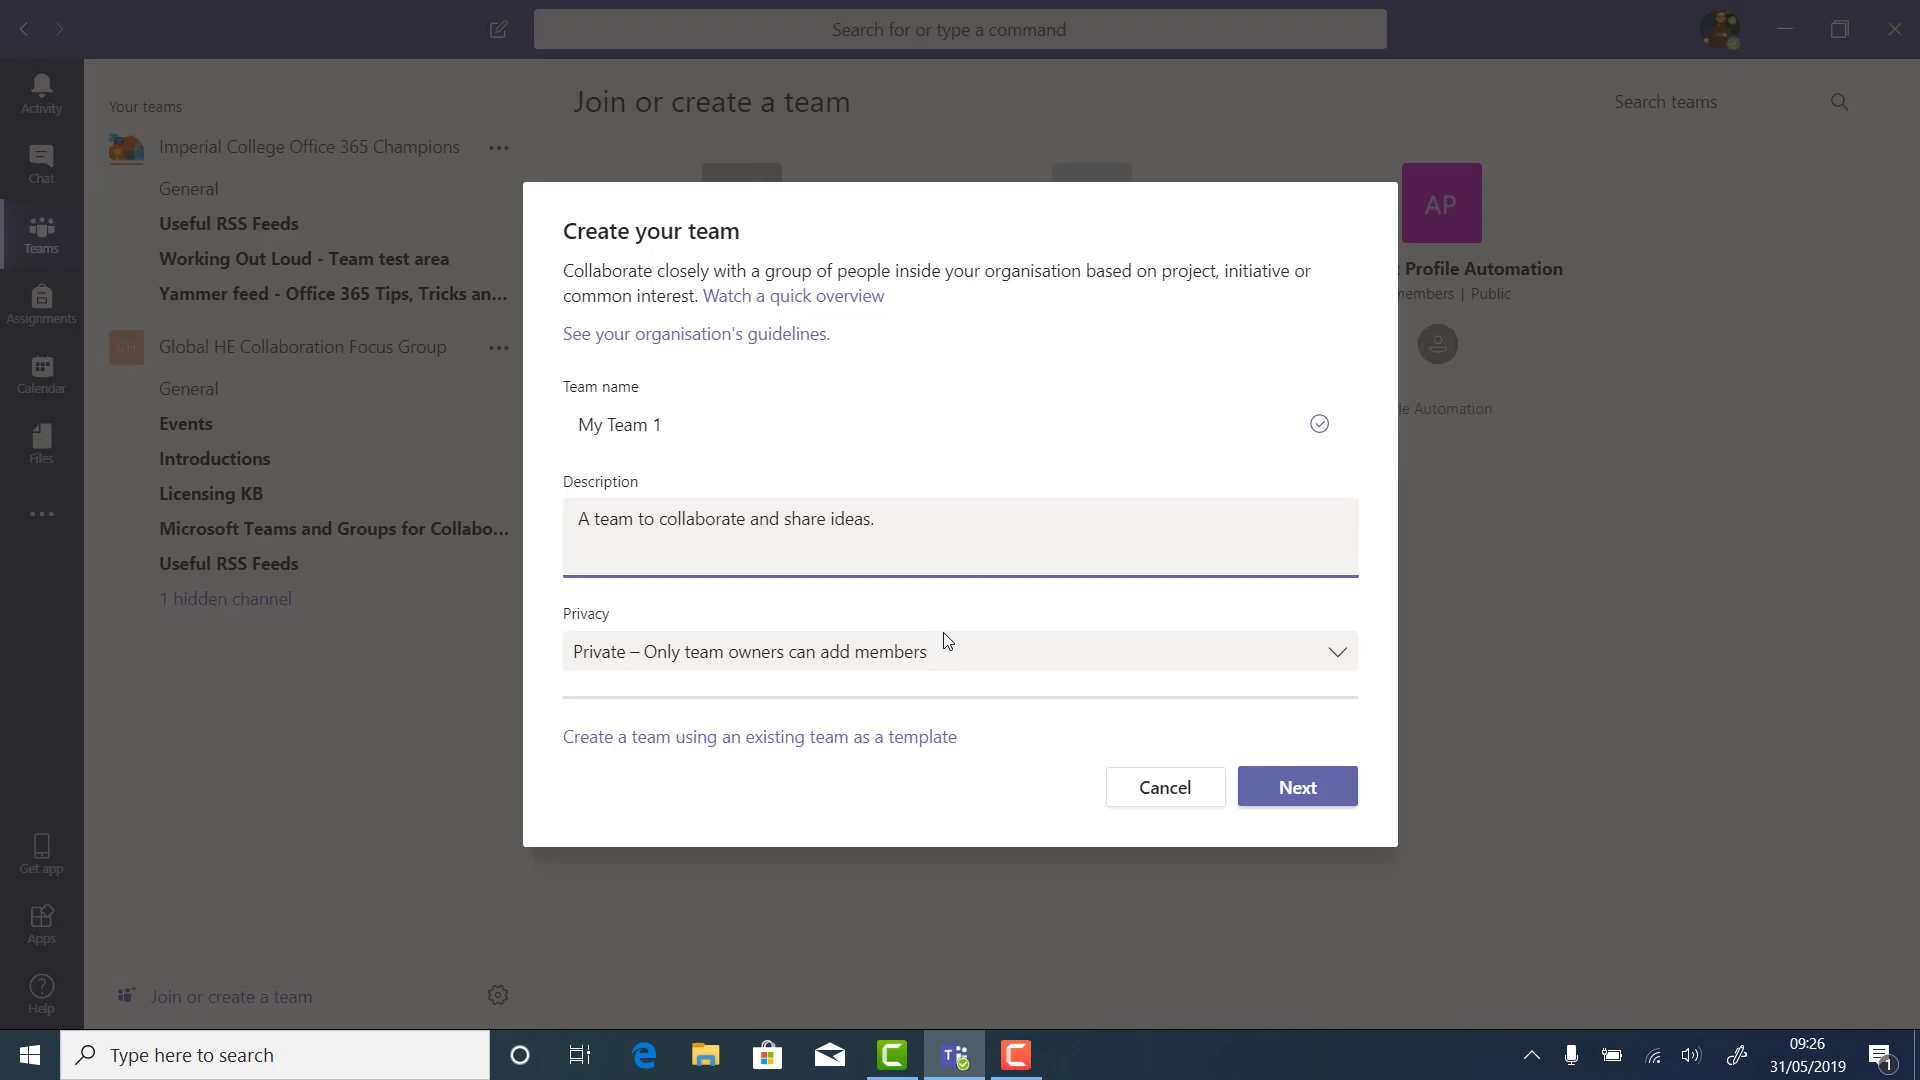 Search for or type a command
Activity
Chat
Teams
Assignments
Calendar
Files
Get app
Apps
Help
Your teams
Imperial College Office 365 Champions
General
Useful RSS Feeds
Working Out Loud - Team test area
Yammer feed - Office 365 Tips, Tricks an...
GH
Global HE Collaboration Focus Group
General
Events
Introductions
Licensing KB
Microsoft Teams and Groups for Collabo...
Useful RSS Feeds
1 hidden channel
Join or create a team
Join or create a team
Search teams
AP
Profile Automation
Public
Automation
Create your team
Collaborate closely with a group of people inside your organisation based on project, initiative or
common interest. Watch a quick overview
See your organisation's guidelines.
Team name
My Team 1
Description
A team to collaborate and share ideas.
Privacy
Private – Only team owners can add members
Create a team using an existing team as a template
Cancel
Next
Type here to search
09:26
31/05/2019
1